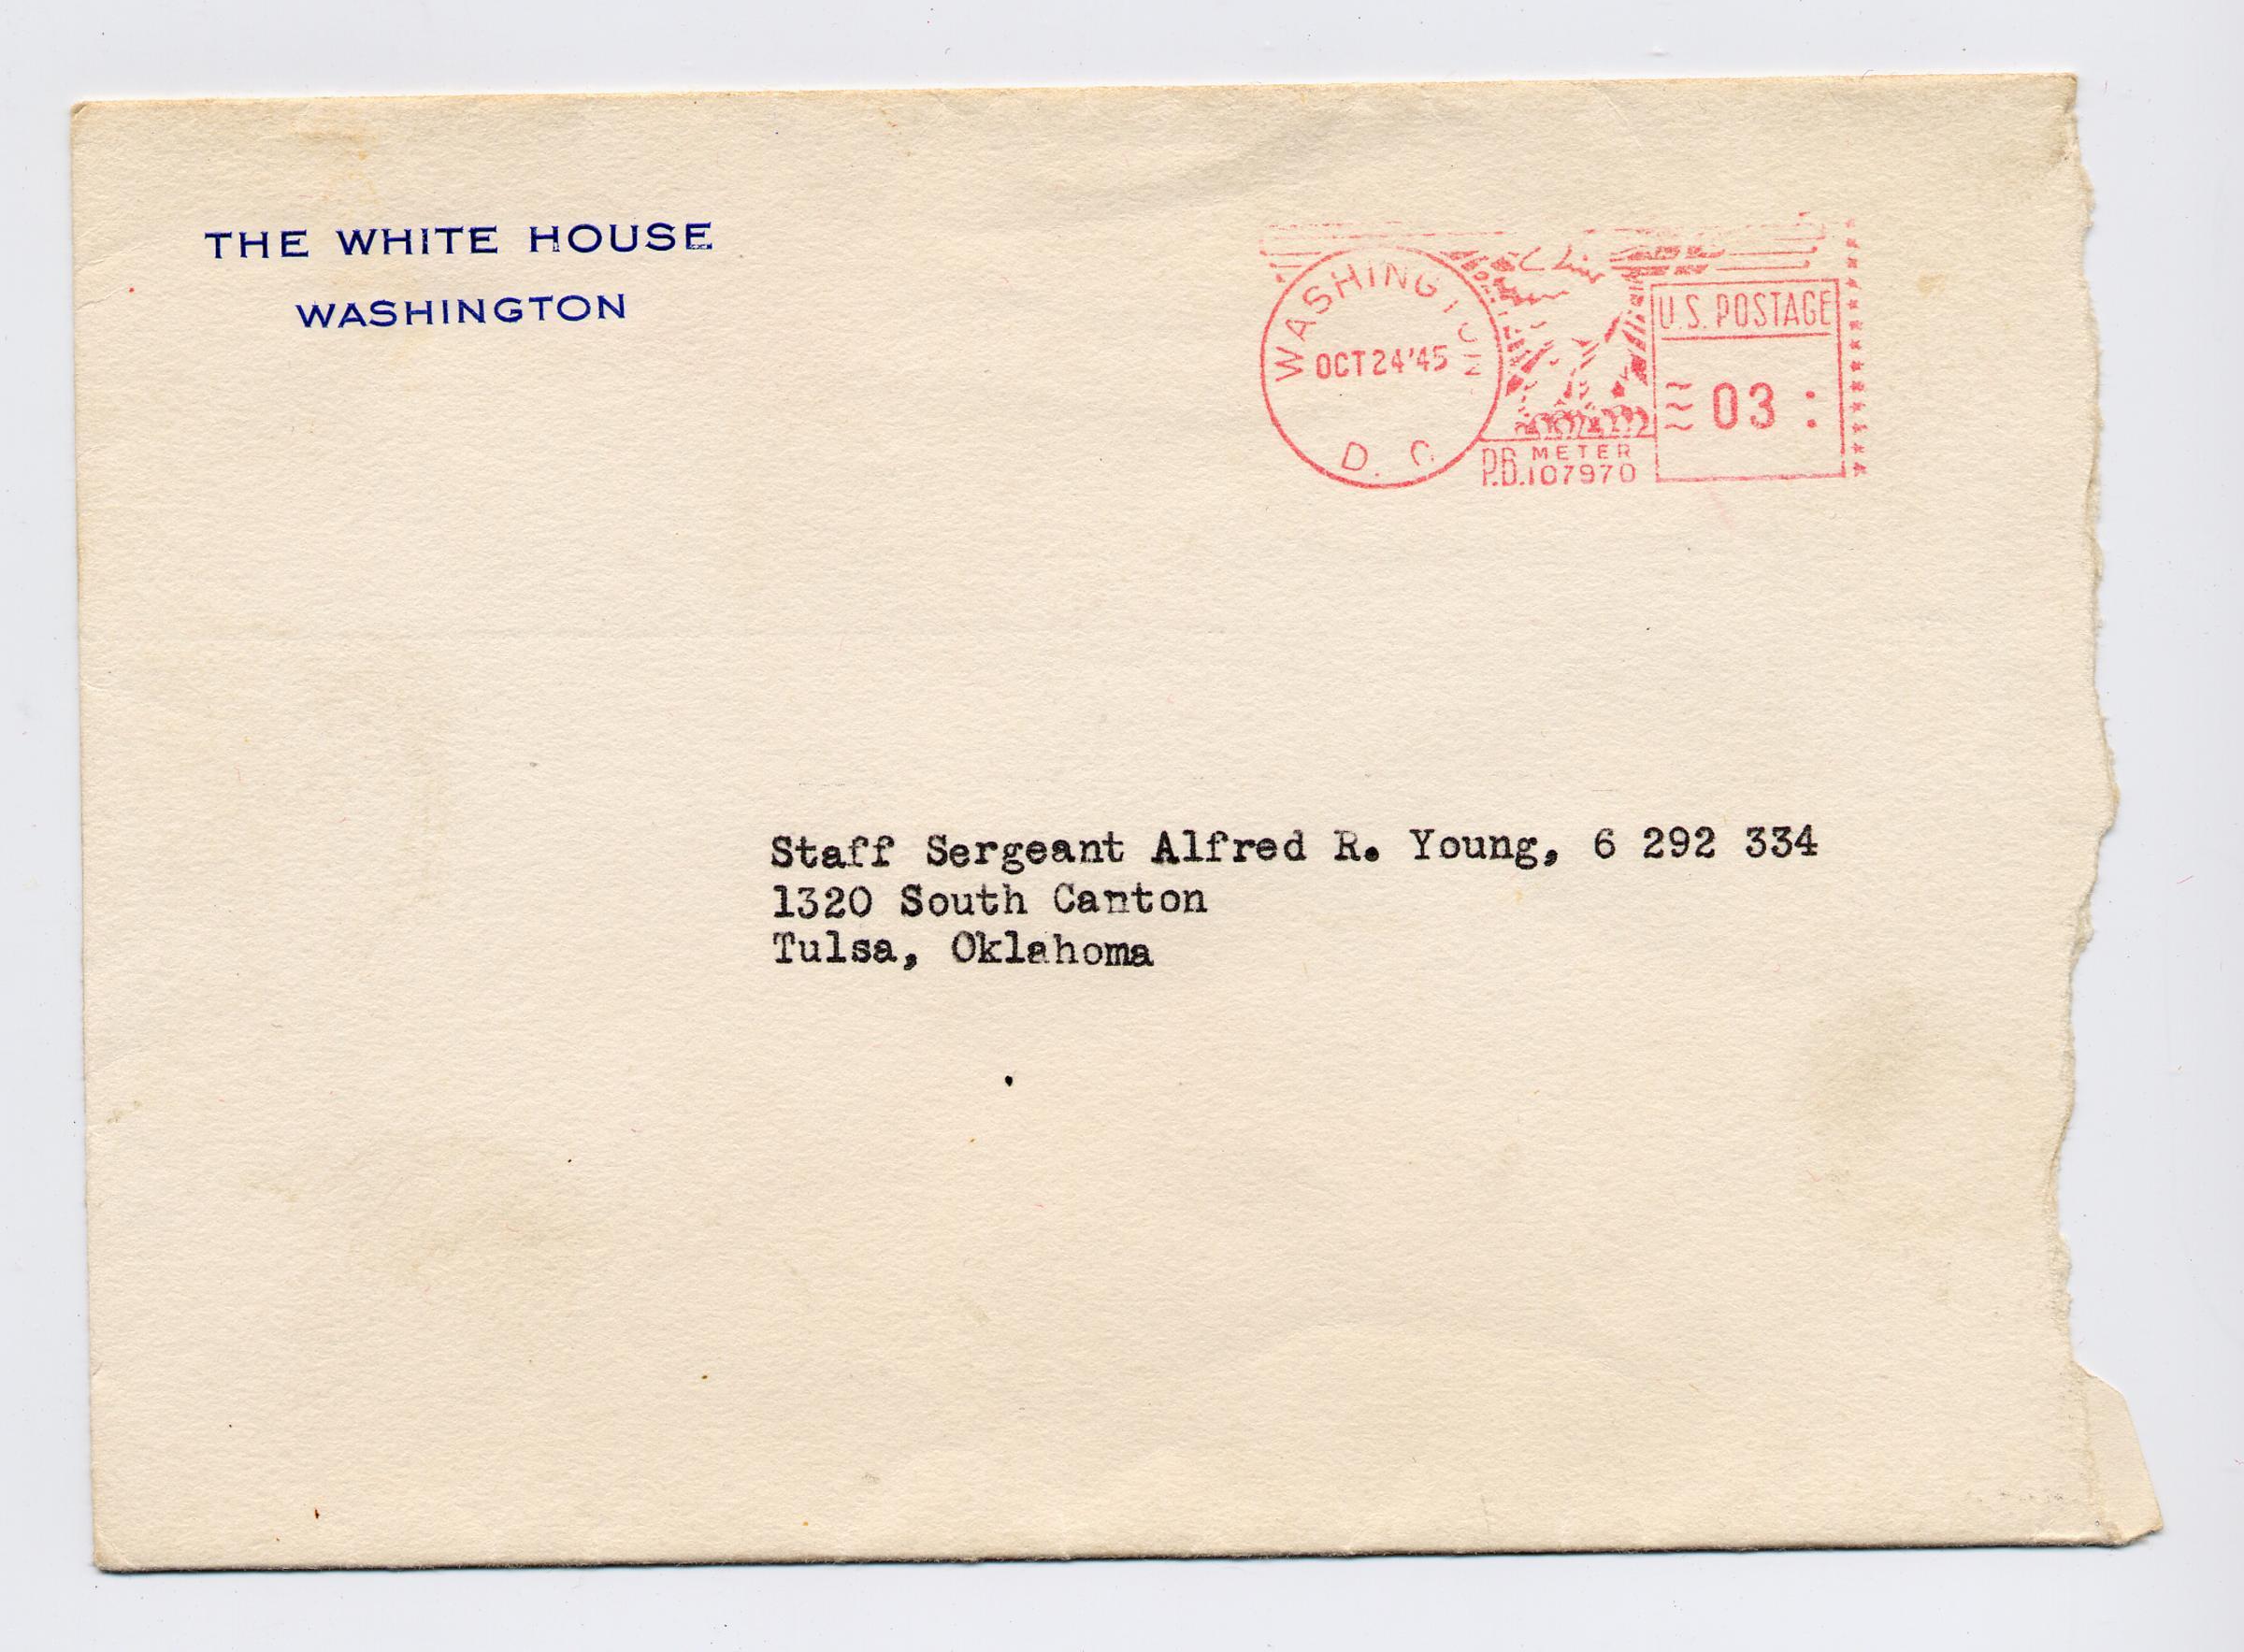 THE WHITE HOUSE
WASHINGTON
WASHINGTON
OCT 24 '45
D. C.
U.S. POSTAGE
03
METER
P.B. 107970
Staff Sergeant Alfred R. Young, 6 292 334
1320 South Canton
Tulsa, Oklahoma